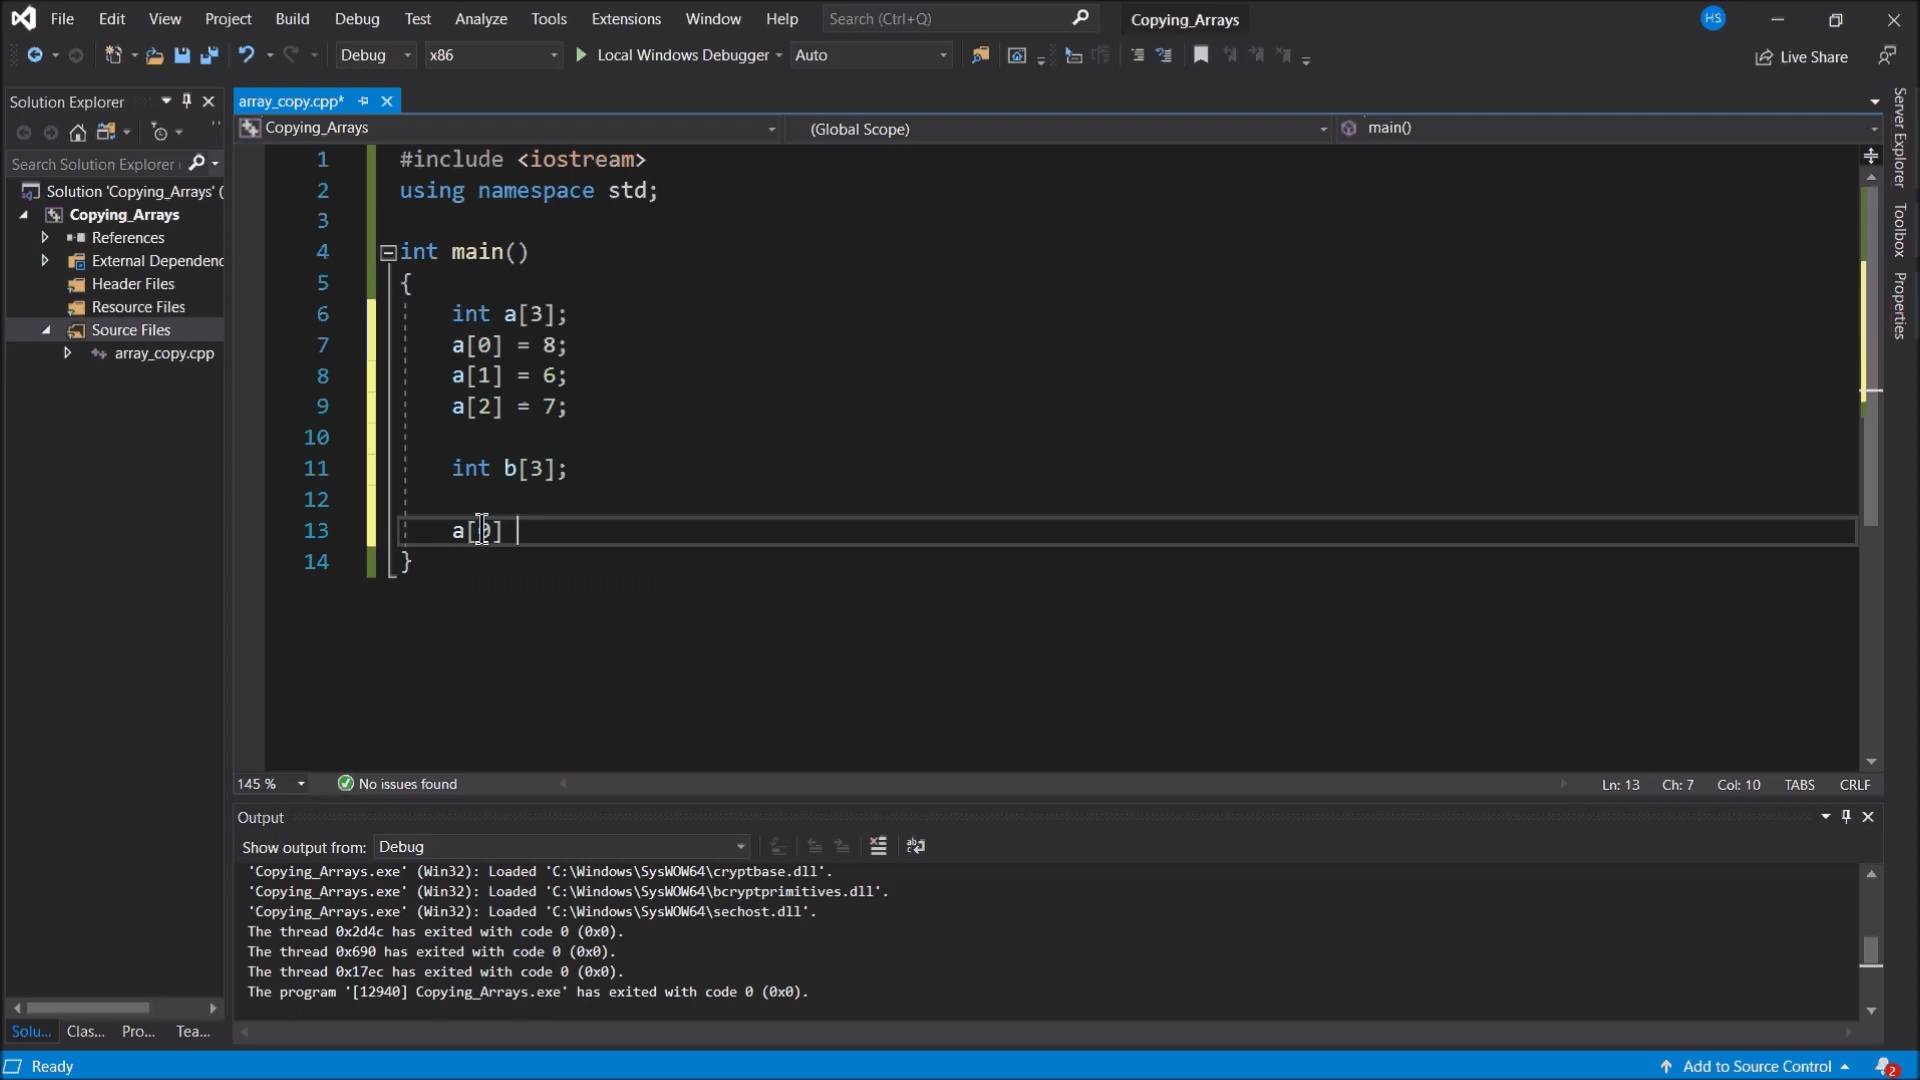 File Edit View Project Build Debug Test Analyze Tools Extensions Window Help Search (Ctrl+Q) Copying_Arrays HS
Debug x86 Local Windows Debugger Auto Live Share
Solution Explorer
array_copy.cpp*
Copying_Arrays (Global Scope) main()
Search Solution Explorer
Solution 'Copying_Arrays' (
Copying_Arrays
References
External Dependenc
Header Files
Resource Files
Source Files
array_copy.cpp
1 #include <iostream>
2 using namespace std;
3
4 int main()
5 {
6 int a[3];
7 a[0] = 8;
8 a[1] = 6;
9 a[2] = 7;
10
11 int b[3];
12
13 a[0]
14 }
Server Explorer
Toolbox
Properties
145 % No issues found Ln: 13 Ch: 7 Col: 10 TABS CRLF
Output
Show output from: Debug
'Copying_Arrays.exe' (Win32): Loaded 'C:\Windows\SysWOW64\cryptbase.dll'.
'Copying_Arrays.exe' (Win32): Loaded 'C:\Windows\SysWOW64\bcryptprimitives.dll'.
'Copying_Arrays.exe' (Win32): Loaded 'C:\Windows\SysWOW64\sechost.dll'.
The thread 0x2d4c has exited with code 0 (0x0).
The thread 0x690 has exited with code 0 (0x0).
The thread 0x17ec has exited with code 0 (0x0).
The program '[12940] Copying_Arrays.exe' has exited with code 0 (0x0).
Solu... Clas... Pro... Tea...
Ready Add to Source Control 2